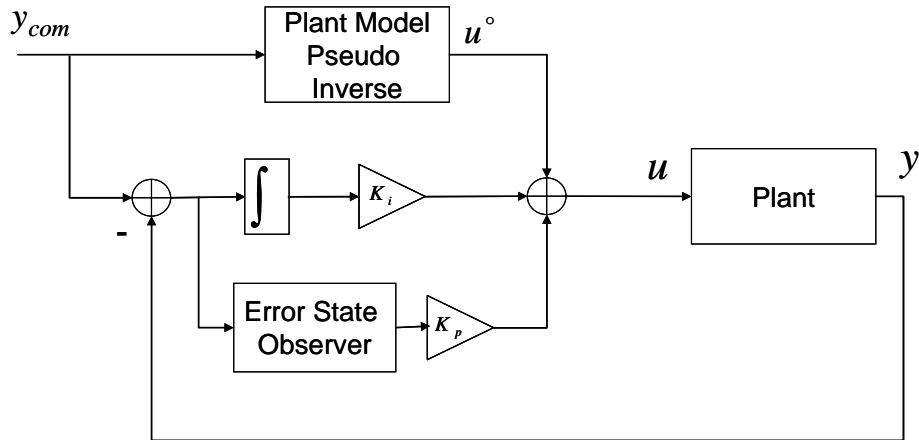 y_com
Plant Model
Pseudo
Inverse
u°
∫
K_i
-
u
Plant
y
Error State
Observer
K_p